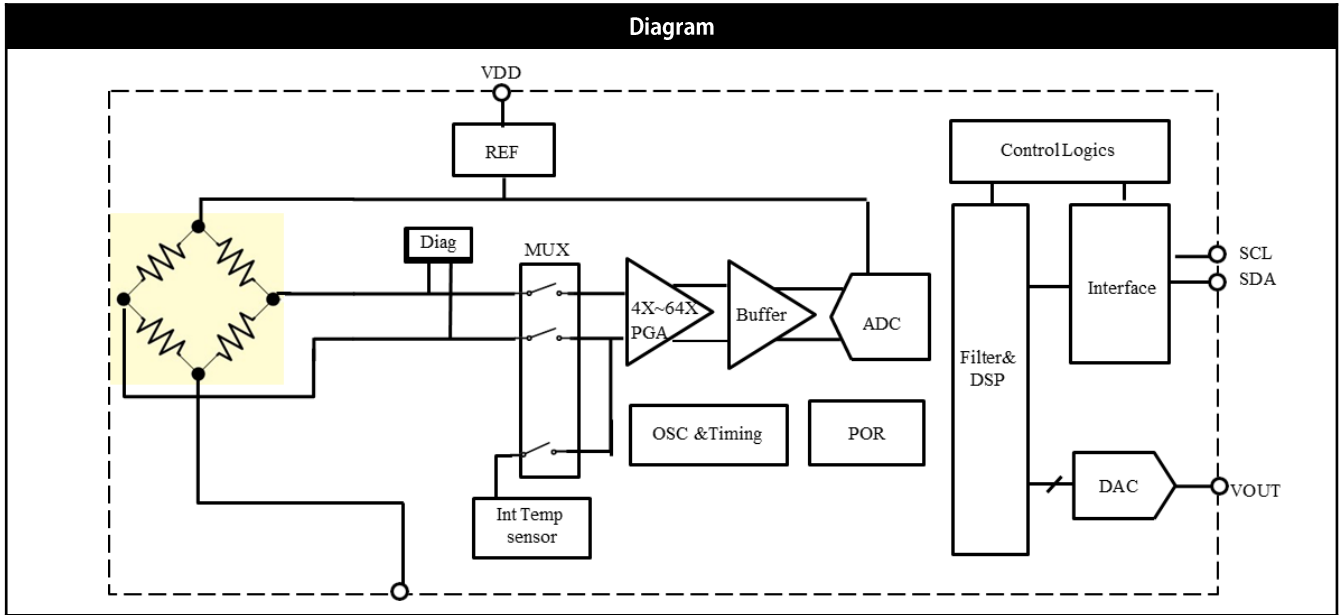 Diagram
VDD
REF
Control Logics
Diag
MUX
SCL
SDA
Interface
4X~64X
PGA
Buffer
ADC
Filter&
DSP
OSC &Timing
POR
DAC
VOUT
Int Temp
sensor